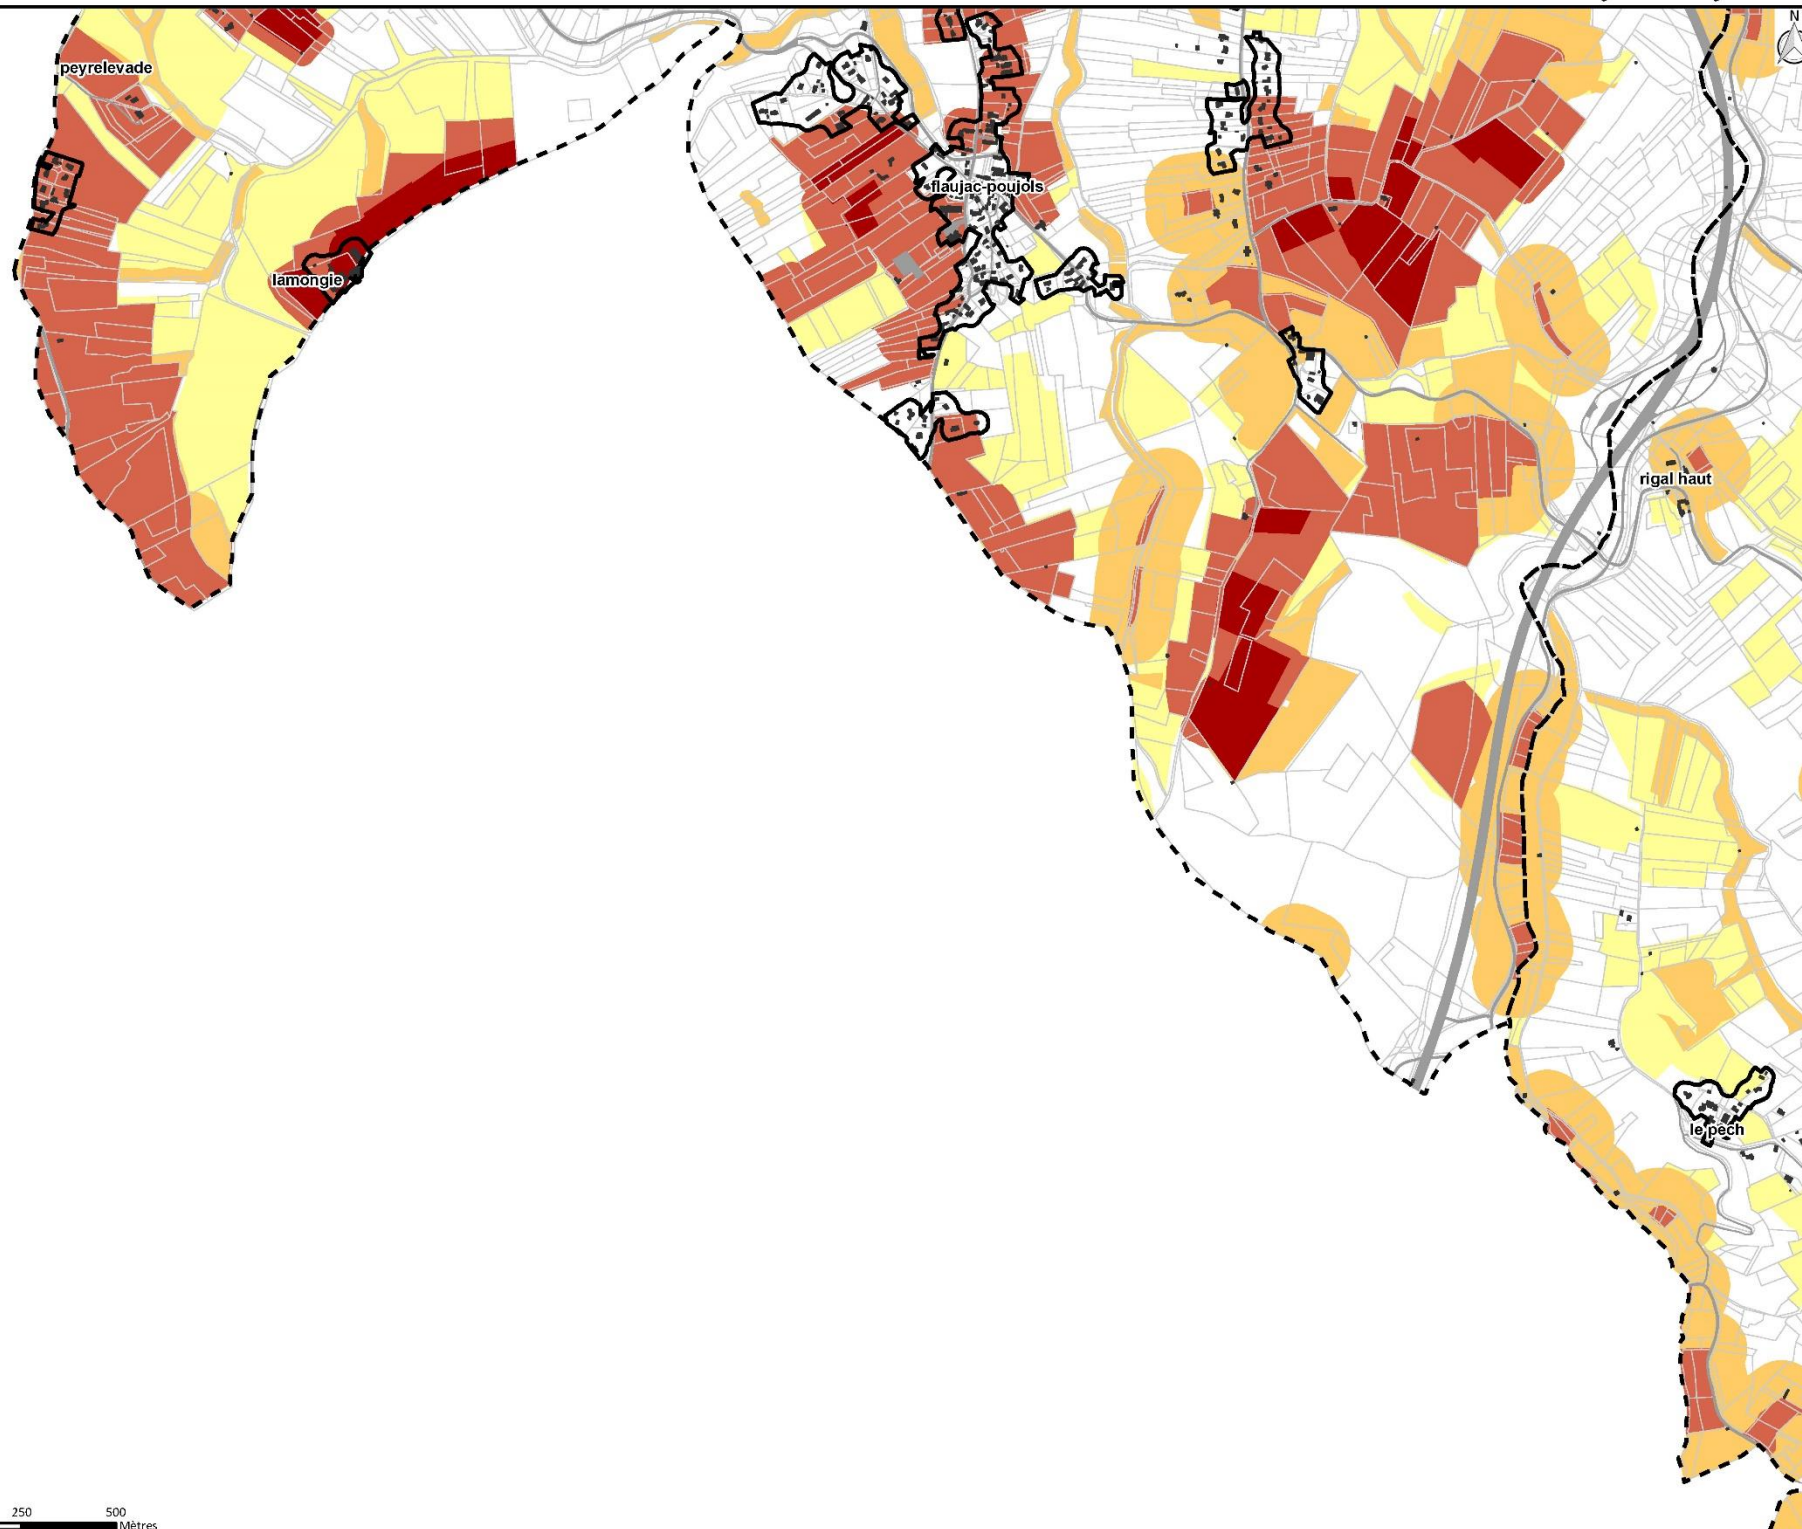 N
peyrelevade
flaujac-poujols
lamongie
rigal haut
le pech
250 500
Mètres